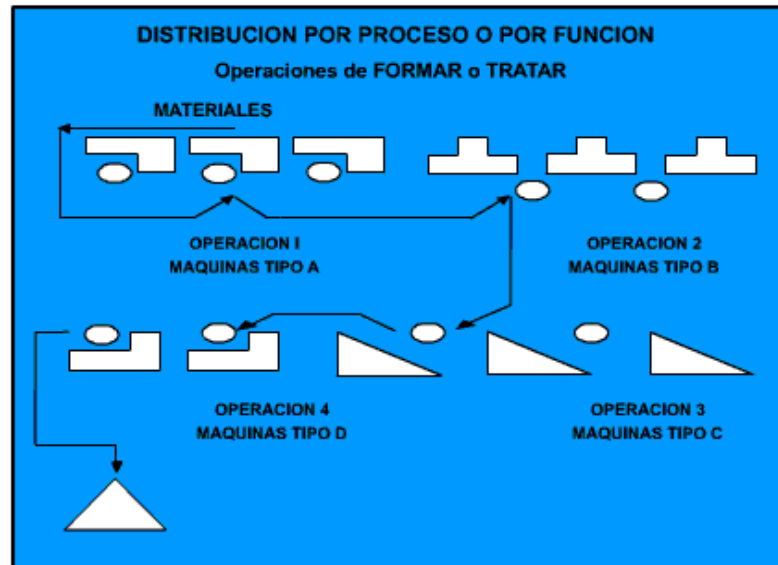 DISTRIBUCION POR PROCESO O POR FUNCION
Operaciones de FORMAR o TRATAR
MATERIALES
OPERACION I
MAQUINAS TIPO A
OPERACION 2
MAQUINAS TIPO B
OPERACION 4
MAQUINAS TIPO D
OPERACION 3
MAQUINAS TIPO C